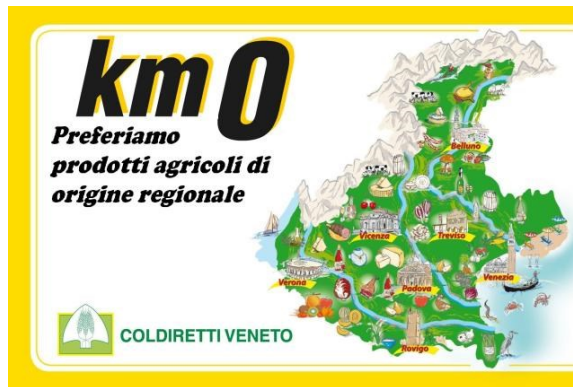 km0
Preferiamo
prodotti agricoli di
origine regionale
Belluno
Vicenza
Treviso
Verona
Padova
Venezia
Rovigo
COLDIRETTI VENETO